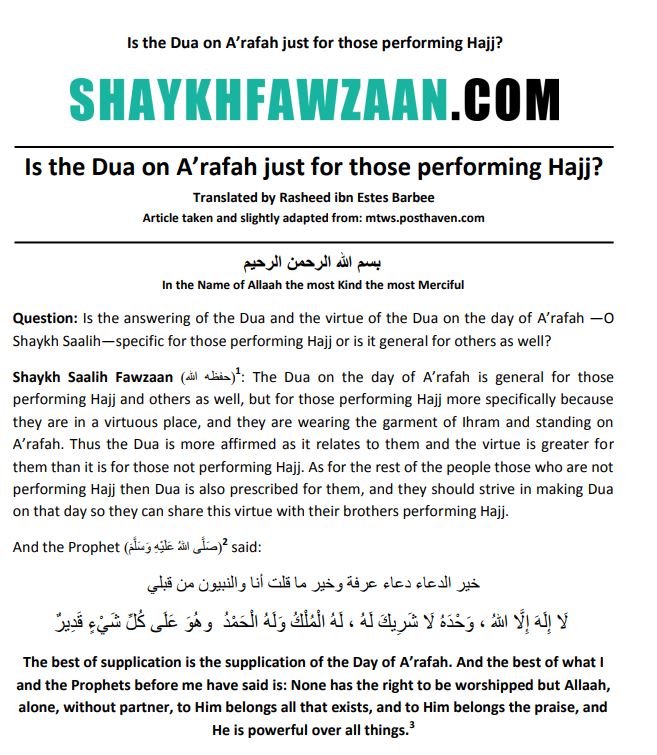 Is the Dua on A’rafah just for those performing Hajj?
SHAYKHFAWZAAN.COM
Is the Dua on A’rafah just for those performing Hajj?
Translated by Rasheed ibn Estes Barbee
Article taken and slightly adapted from: mtws.posthaven.com
بسم الله الرحمن الرحيم
In the Name of Allaah the most Kind the most Merciful
Question: Is the answering of the Dua and the virtue of the Dua on the day of A’rafah —O
Shaykh Saalih—specific for those performing Hajj or is it general for others as well?
Shaykh Saalih Fawzaan (حفظه الله)1: The Dua on the day of A’rafah is general for those
performing Hajj and others as well, but for those performing Hajj more specifically because
they are in a virtuous place, and they are wearing the garment of Ihram and standing on
A’rafah. Thus the Dua is more affirmed as it relates to them and the virtue is greater for
them than it is for those not performing Hajj. As for the rest of the people those who are not
performing Hajj then Dua is also prescribed for them, and they should strive in making Dua
on that day so they can share this virtue with their brothers performing Hajj.
And the Prophet (صَلَّى اللهُ عَلَيْهِ وَسَلَّمَ)2 said:
خير الدعاء دعاء عرفة وخير ما قلت أنا والنبيون من قبلي
لَا إِلَهَ إِلَّا اللهُ ، وَحْدَهُ لَا شَرِيكَ لَهُ ، لَهُ الْمُلْكُ وَلَهُ الْحَمْدُ وهُوَ عَلَى كُلِّ شَيْءٍ قَدِيرٌ
The best of supplication is the supplication of the Day of A’rafah. And the best of what I
and the Prophets before me have said is: None has the right to be worshipped but Allaah,
alone, without partner, to Him belongs all that exists, and to Him belongs the praise, and
He is powerful over all things.3